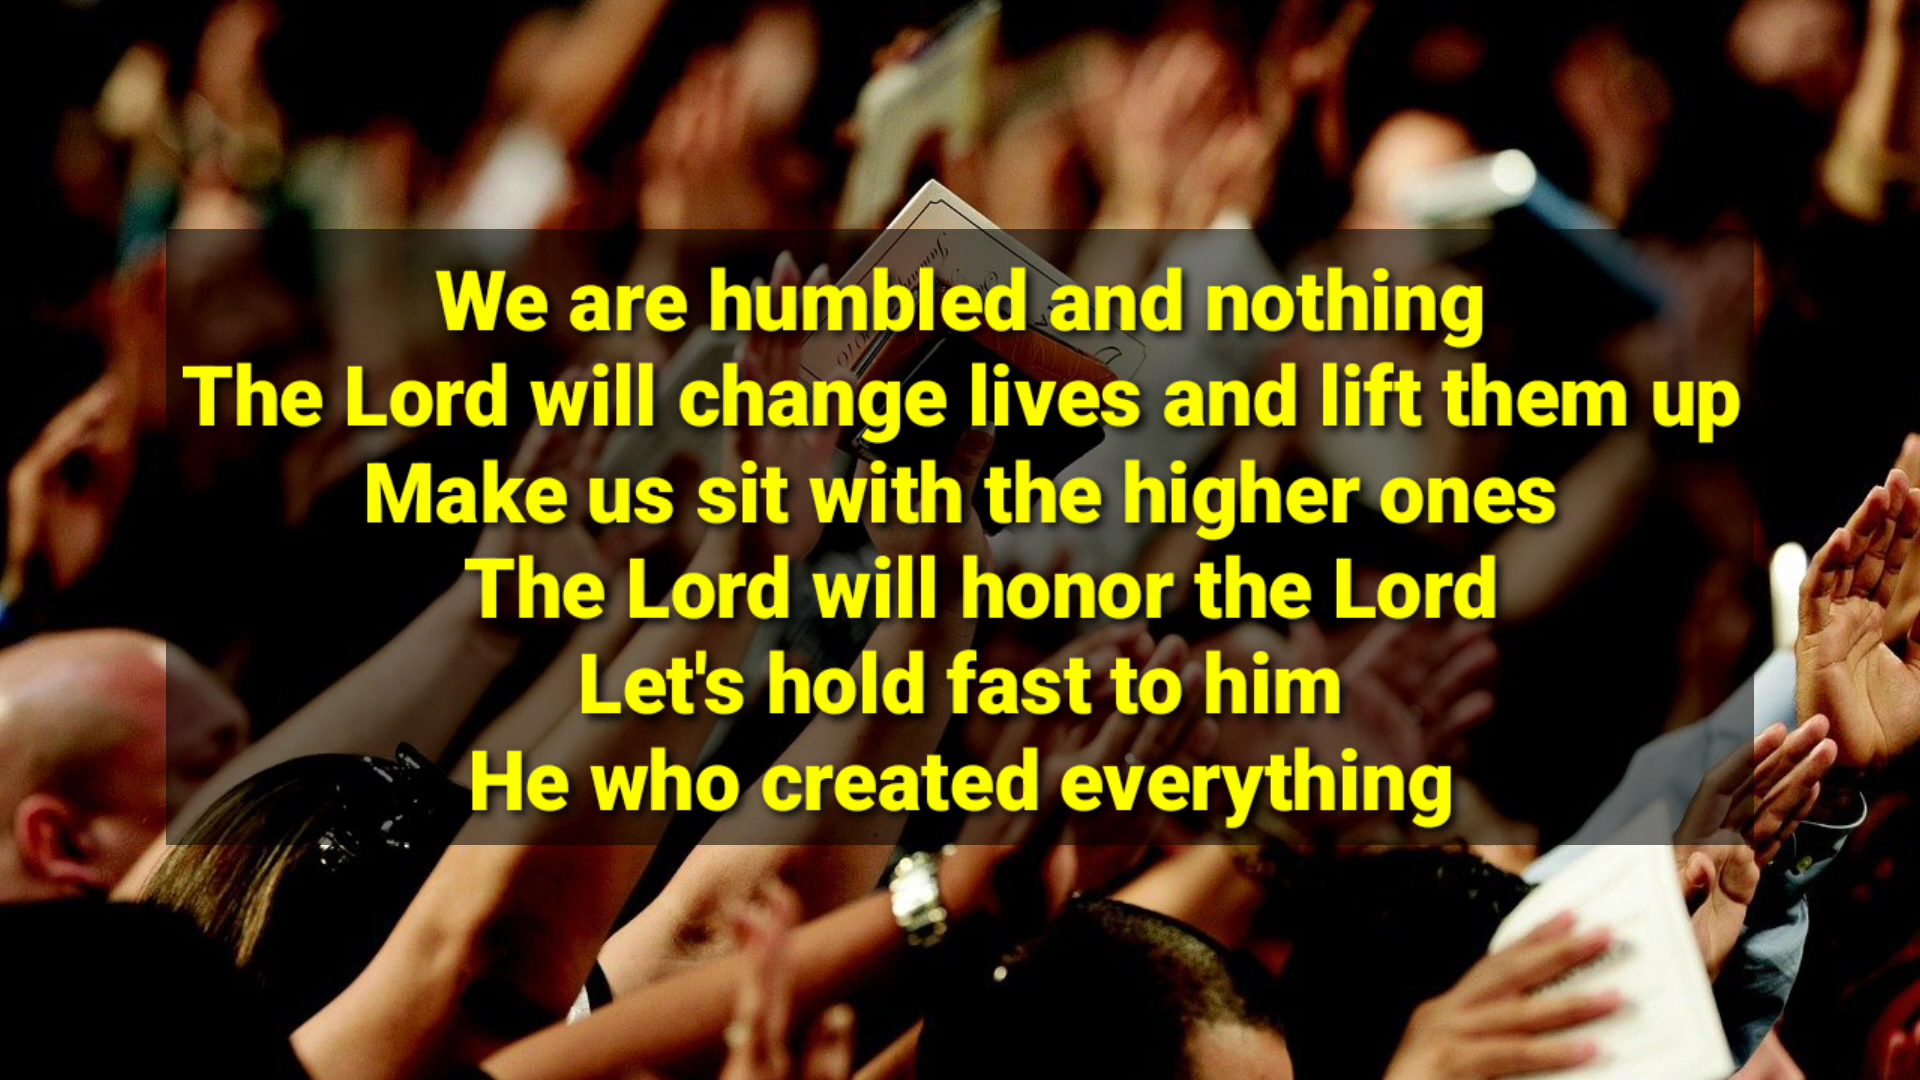 We are humbled and nothing
The Lord will change lives and lift them up
Make us sit with the higher ones
The Lord will honor the Lord
Let's hold fast to him
He who created everything